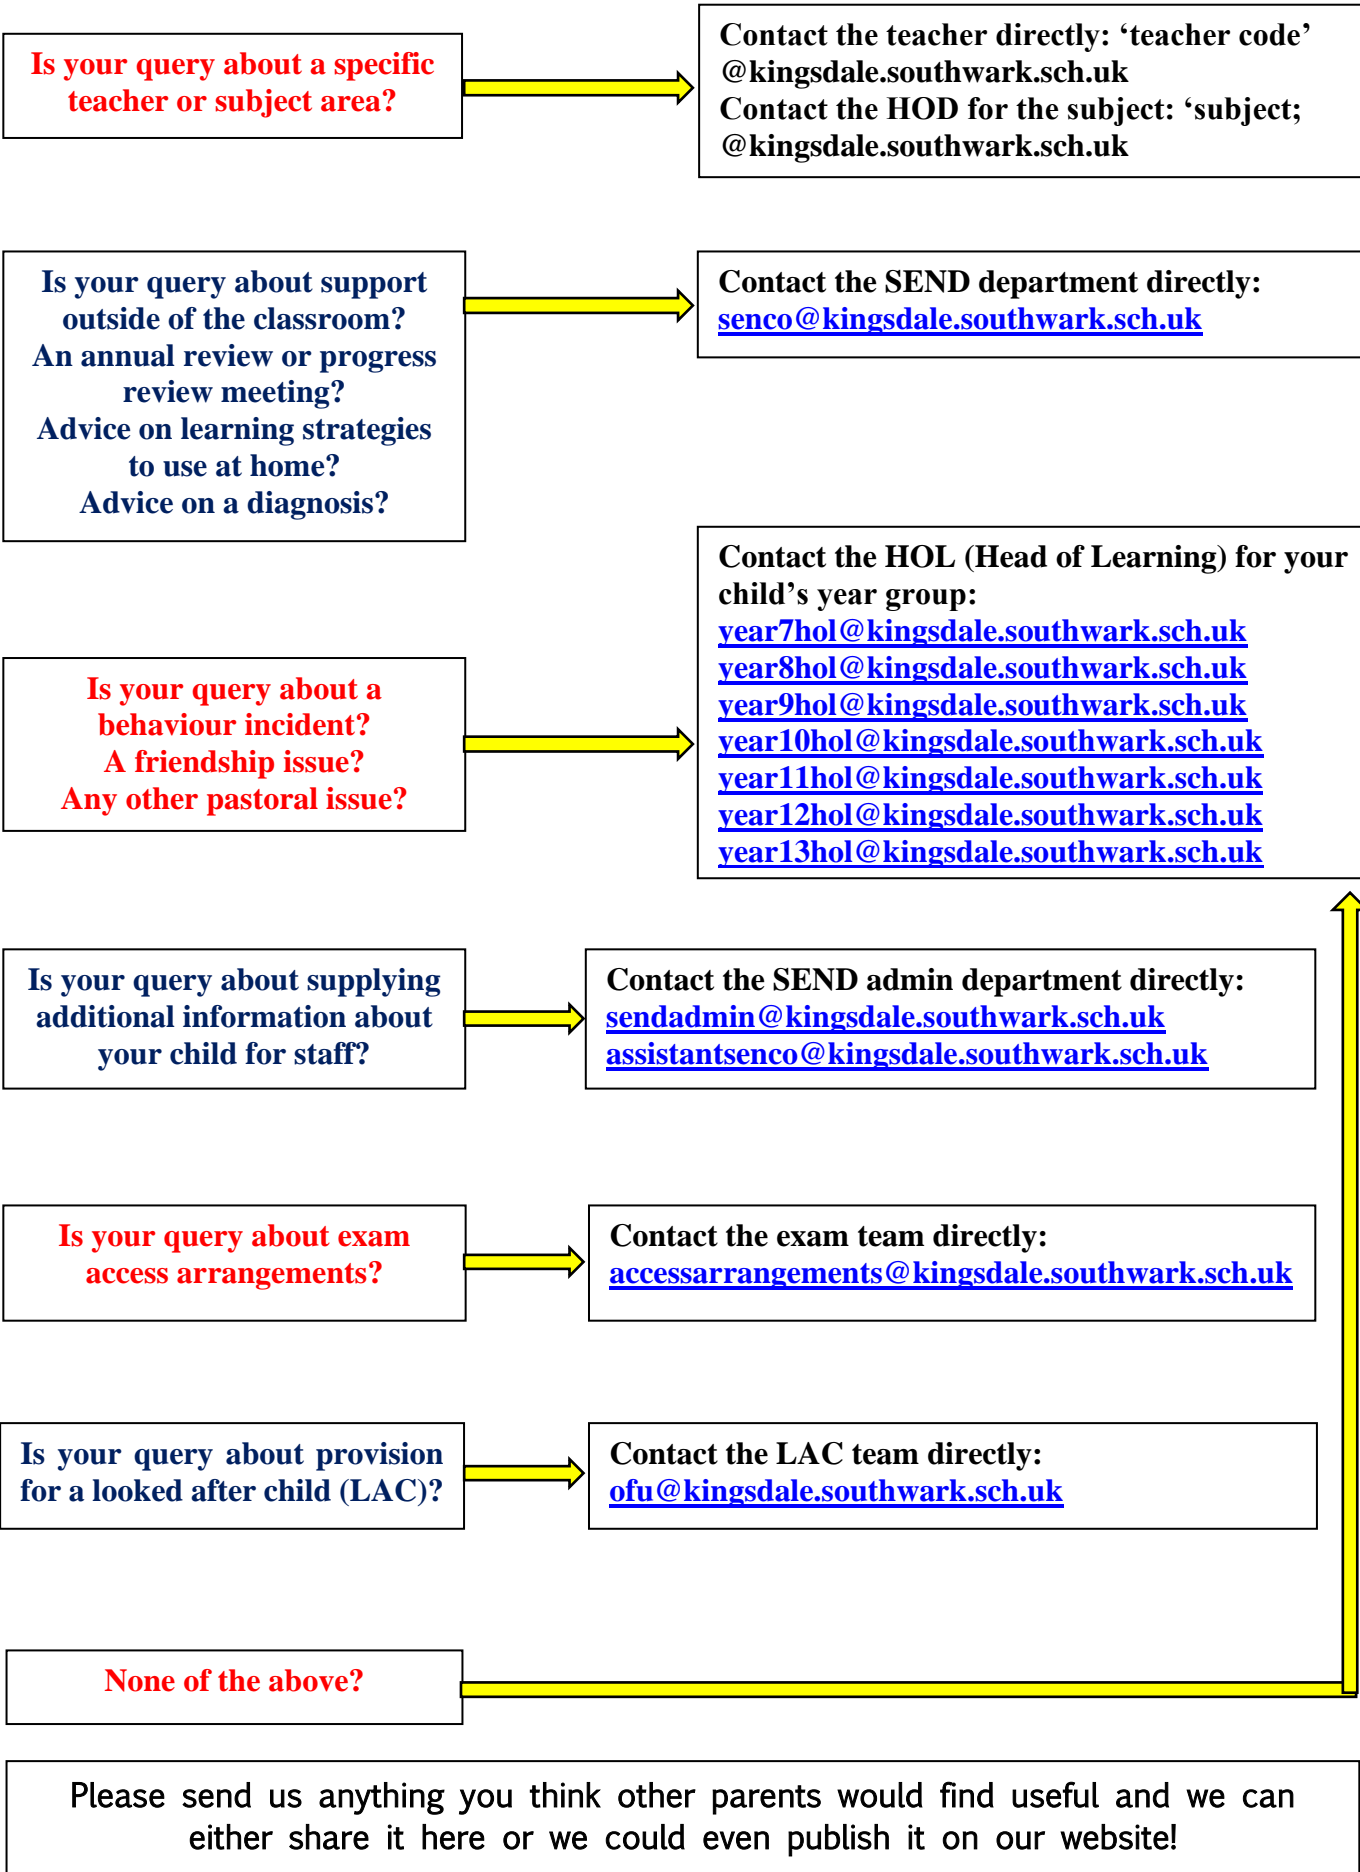 Is your query about a specific
teacher or subject area?
Contact the teacher directly: ‘teacher code’
@kingsdale.southwark.sch.uk
Contact the HOD for the subject: ‘subject;
@kingsdale.southwark.sch.uk
Is your query about support
outside of the classroom?
An annual review or progress
review meeting?
Advice on learning strategies
to use at home?
Advice on a diagnosis?
Contact the SEND department directly:
senco@kingsdale.southwark.sch.uk
Is your query about a
behaviour incident?
A friendship issue?
Any other pastoral issue?
Contact the HOL (Head of Learning) for your
child’s year group:
year7hol@kingsdale.southwark.sch.uk
year8hol@kingsdale.southwark.sch.uk
year9hol@kingsdale.southwark.sch.uk
year10hol@kingsdale.southwark.sch.uk
year11hol@kingsdale.southwark.sch.uk
year12hol@kingsdale.southwark.sch.uk
year13hol@kingsdale.southwark.sch.uk
Is your query about supplying
additional information about
your child for staff?
Contact the SEND admin department directly:
sendadmin@kingsdale.southwark.sch.uk
assistantsenco@kingsdale.southwark.sch.uk
Is your query about exam
access arrangements?
Contact the exam team directly:
accessarrangements@kingsdale.southwark.sch.uk
Is your query about provision
for a looked after child (LAC)?
Contact the LAC team directly:
ofu@kingsdale.southwark.sch.uk
None of the above?
Please send us anything you think other parents would find useful and we can
either share it here or we could even publish it on our website!